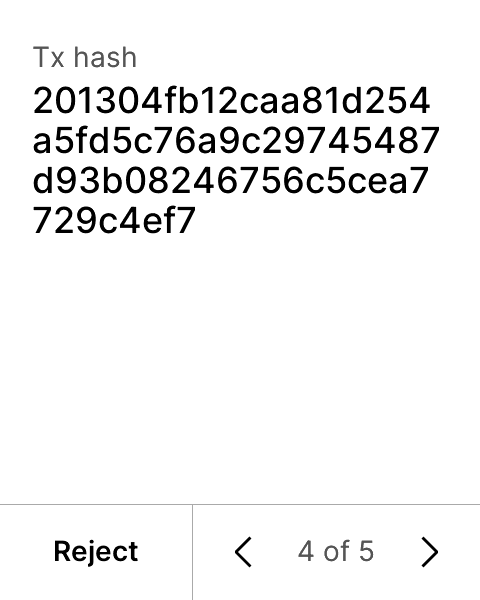 Tx hash
201304fb12caa81d254
a5fd5c76a9c29745487
d93b08246756c5cea7
729c4ef7
Reject
4 of 5